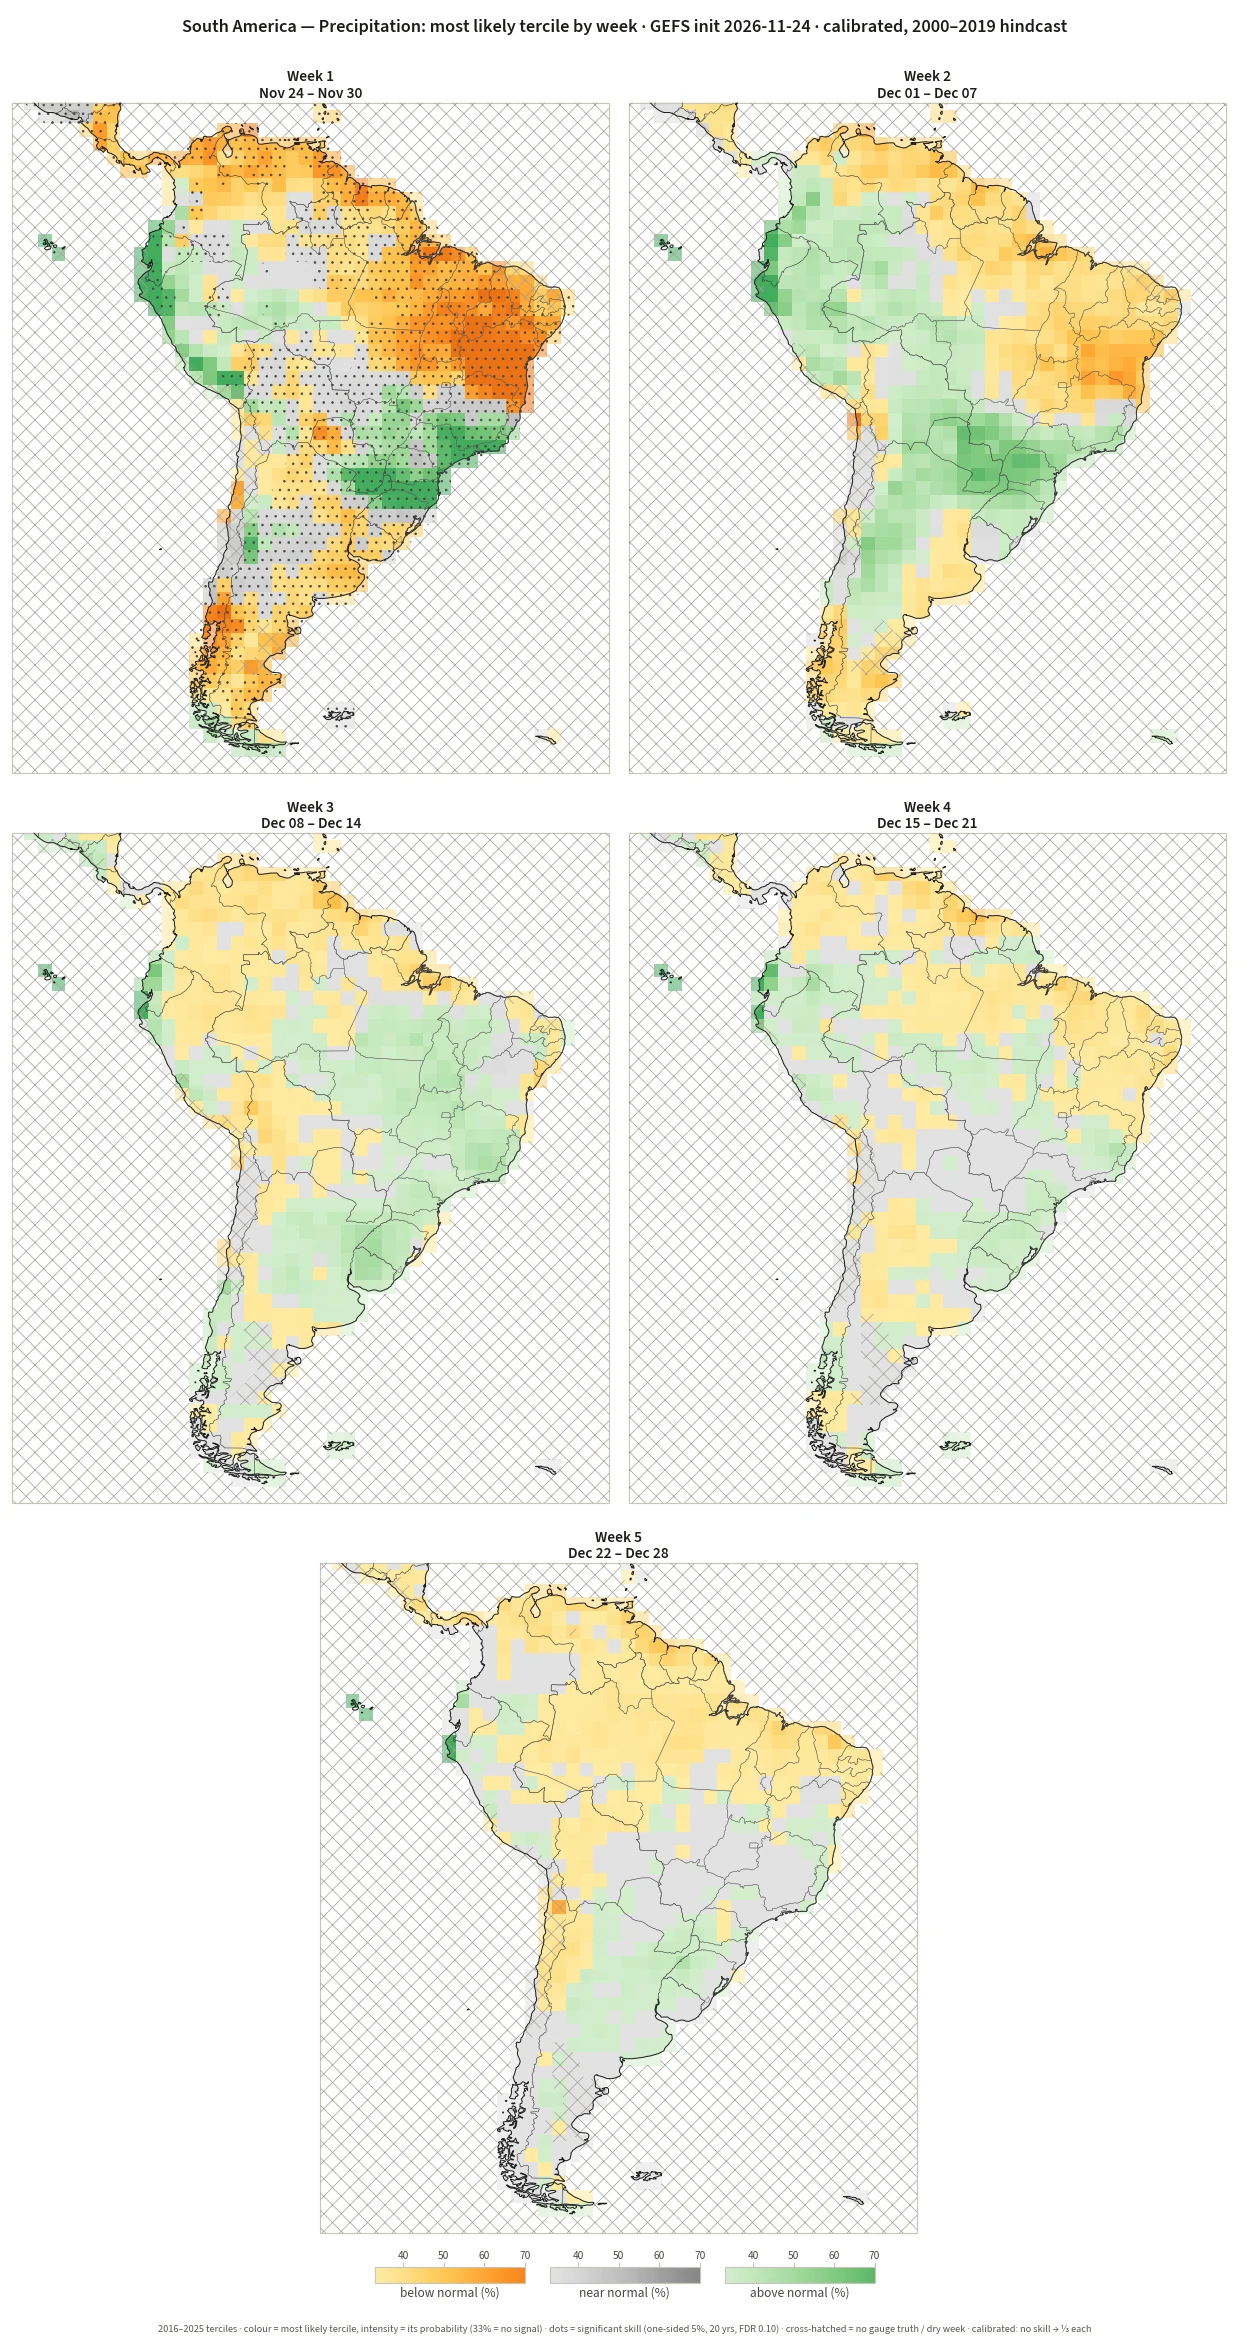 South America — Precipitation: most likely tercile by week · GEFS init 2026-11-24 · calibrated, 2000–2019 hindcast
Week 1
Nov 24 – Nov 30
Week 2
Dec 01 – Dec 07
Week 3
Dec 08 – Dec 14
Week 4
Dec 15 – Dec 21
Week 5
Dec 22 – Dec 28
40 50 60 70
below normal (%)
40 50 60 70
near normal (%)
40 50 60 70
above normal (%)
2016–2025 terciles · colour = most likely tercile, intensity = its probability (33% = no signal) · dots = significant skill (one-sided 5%, 20 yrs, FDR 0.10) · cross-hatched = no gauge truth / dry week · calibrated: no skill → ⅓ each